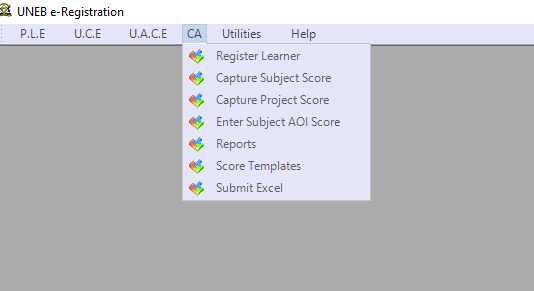 UNEB e-Registration
P.L.E U.C.E U.A.C.E CA Utilities Help
Register Learner
Capture Subject Score
Capture Project Score
Enter Subject AOI Score
Reports
Score Templates
Submit Excel